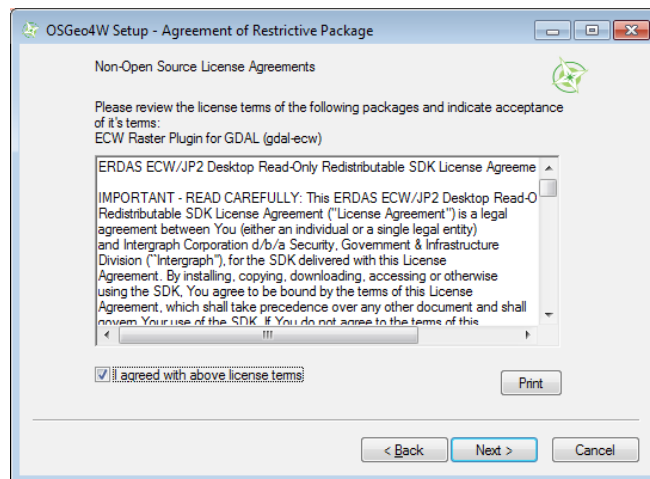 OSGeo4W Setup - Agreement of Restrictive Package
Non-Open Source License Agreements
Please review the license terms of the following packages and indicate acceptance
of it's terms:
ECW Raster Plugin for GDAL (gdal-ecw)
ERDAS ECW/JP2 Desktop Read-Only Redistributable SDK License Agreeme
IMPORTANT - READ CAREFULLY: This ERDAS ECW/JP2 Desktop Read-O
Redistributable SDK License Agreement ("License Agreement") is a legal
agreement between You (either an individual or a single legal entity)
and Intergraph Corporation d/b/a Security, Government & Infrastructure
Division (``Intergraph"), for the SDK delivered with this License
Agreement. By installing, copying, downloading, accessing or otherwise
using the SDK, You agree to be bound by the terms of this License
Agreement, which shall take precedence over any other document and shall
govern Your use of the SDK. If You do not agree to the terms of this
I agreed with above license terms
Print
< Back
Next >
Cancel